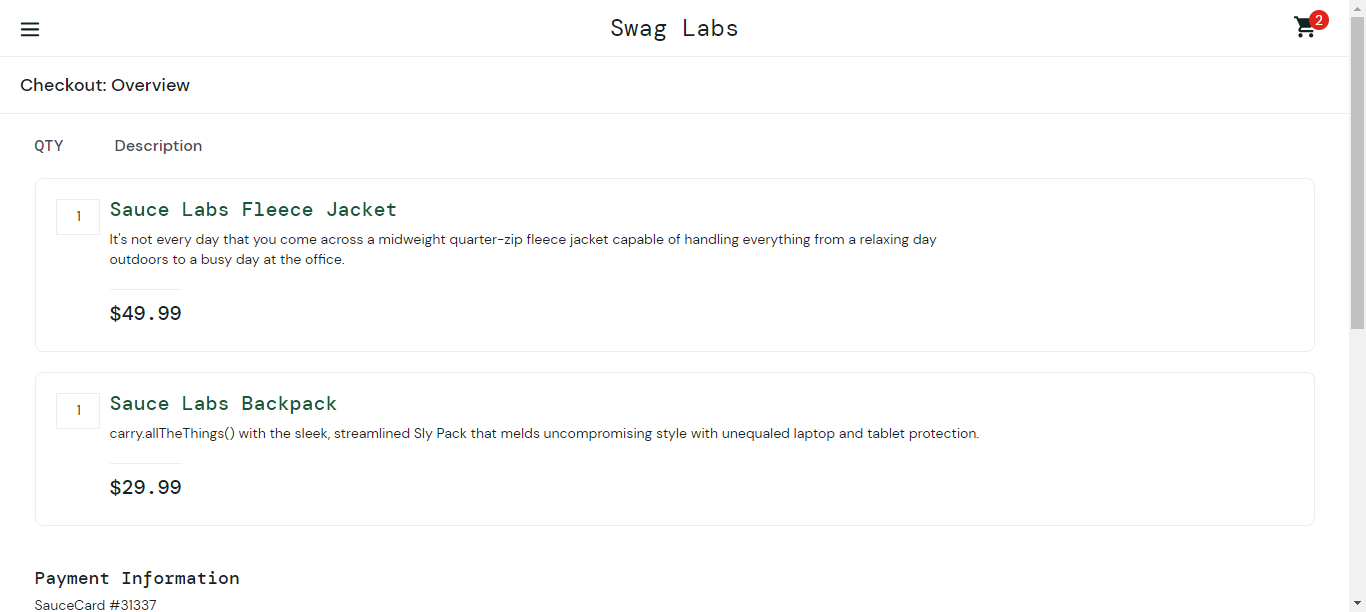 Swag Labs
2
Checkout: Overview
QTY Description
1
Sauce Labs Fleece Jacket
It's not every day that you come across a midweight quarter-zip fleece jacket capable of handling everything from a relaxing day
outdoors to a busy day at the office.
$49.99
1
Sauce Labs Backpack
carry.allTheThings() with the sleek, streamlined Sly Pack that melds uncompromising style with unequaled laptop and tablet protection.
$29.99
Payment Information
SauceCard #31337